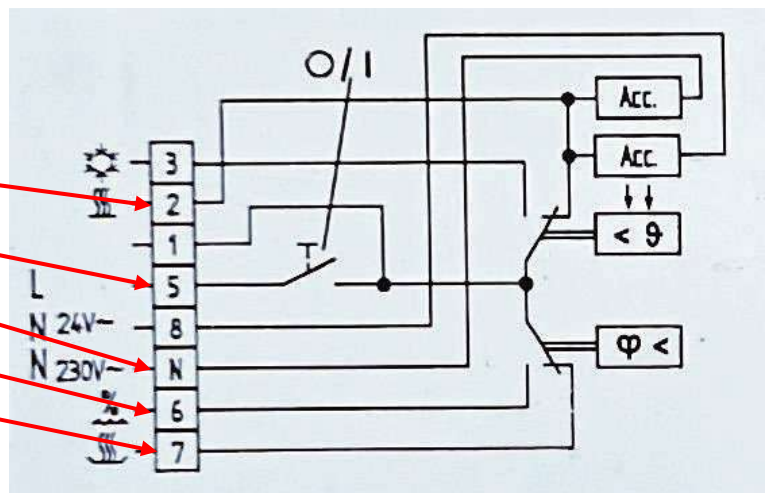 O/I
Acc.
3
Acc.
2
1
< ϑ
L
5
N 24V~
8
N 230V~
N
φ <
%
6
7